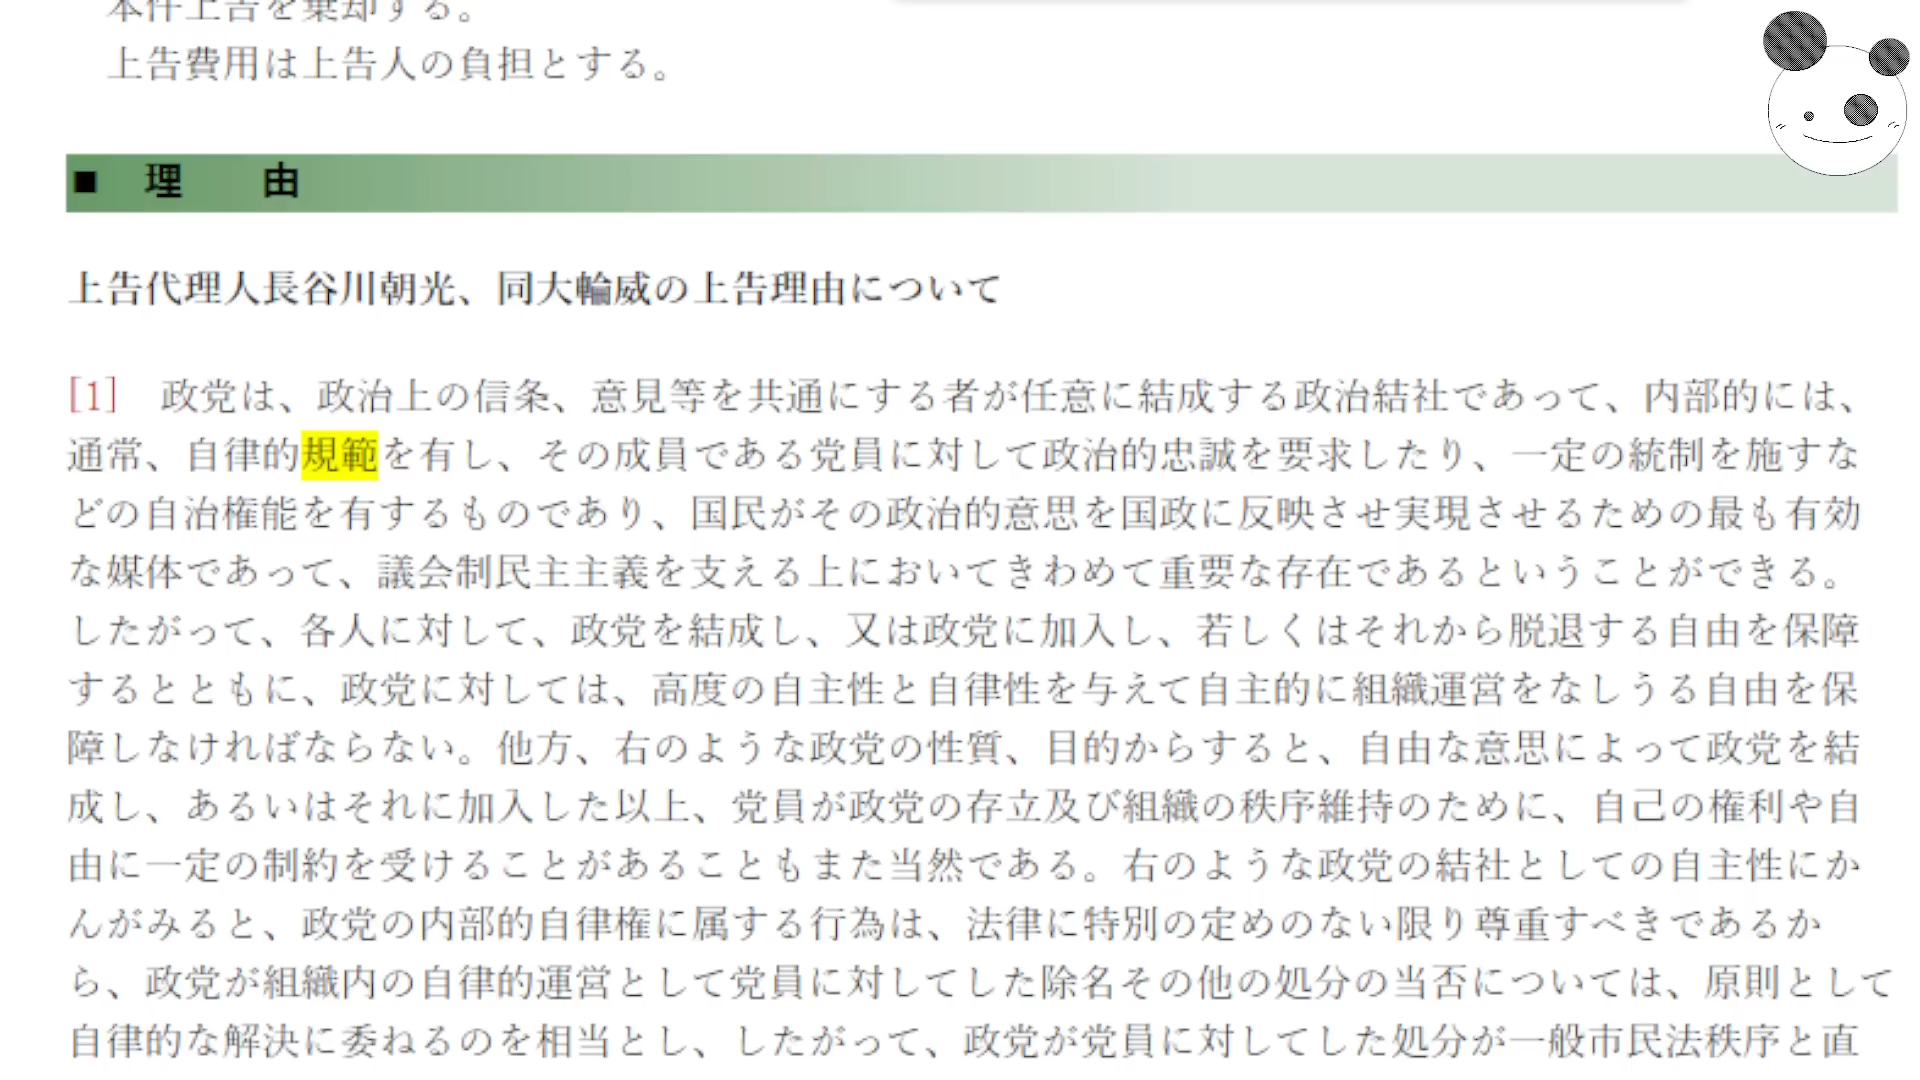 本件上告を棄却する。
上告費用は上告人の負担とする。
■ 理 由
上告代理人長谷川朝光、同大輪威の上告理由について
[1] 政党は、政治上の信条、意見等を共通にする者が任意に結成する政治結社であって、内部的には、
通常、自律的規範を有し、その成員である党員に対して政治的忠誠を要求したり、一定の統制を施すな
どの自治権能を有するものであり、国民がその政治的意思を国政に反映させ実現させるための最も有効
な媒体であって、議会制民主主義を支える上においてきわめて重要な存在であるということができる。
したがって、各人に対して、政党を結成し、又は政党に加入し、若しくはそれから脱退する自由を保障
するとともに、政党に対しては、高度の自主性と自律性を与えて自主的に組織運営をなしうる自由を保
障しなければならない。他方、右のような政党の性質、目的からすると、自由な意思によって政党を結
成し、あるいはそれに加入した以上、党員が政党の存立及び組織の秩序維持のために、自己の権利や自
由に一定の制約を受けることがあることもまた当然である。右のような政党の結社としての自主性にか
んがみると、政党の内部的自律権に属する行為は、法律に特別の定めのない限り尊重すべきであるか
ら、政党が組織内の自律的運営として党員に対してした除名その他の処分の当否については、原則として
自律的な解決に委ねるのを相当とし、したがって、政党が党員に対してした処分が一般市民法秩序と直